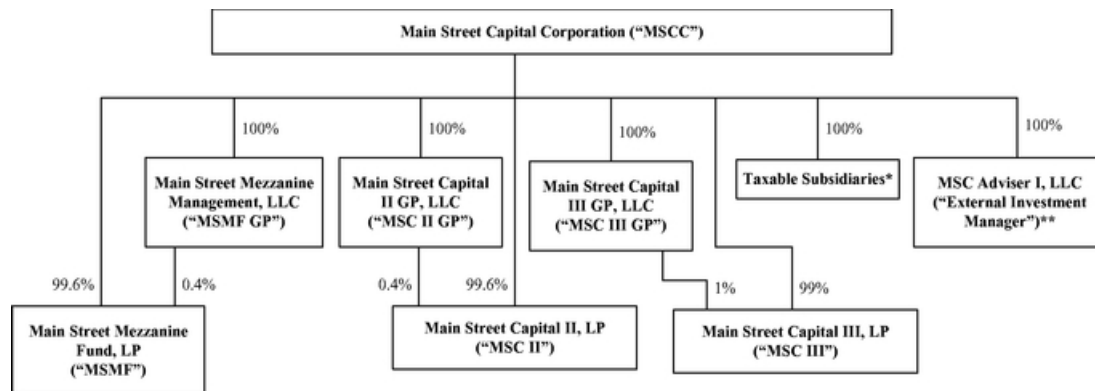 Main Street Capital Corporation (“MSCC”)
100%
100%
100%
100%
100%
Main Street Mezzanine
Management, LLC
(“MSMF GP”)
Main Street Capital
II GP, LLC
(“MSC II GP”)
Main Street Capital
III GP, LLC
(“MSC III GP”)
Taxable Subsidiaries*
MSC Adviser I, LLC
(“External Investment
Manager”)**
99.6%
0.4%
0.4%
99.6%
1%
99%
Main Street Mezzanine
Fund, LP
(“MSMF”)
Main Street Capital II, LP
(“MSC II”)
Main Street Capital III, LP
(“MSC III”)